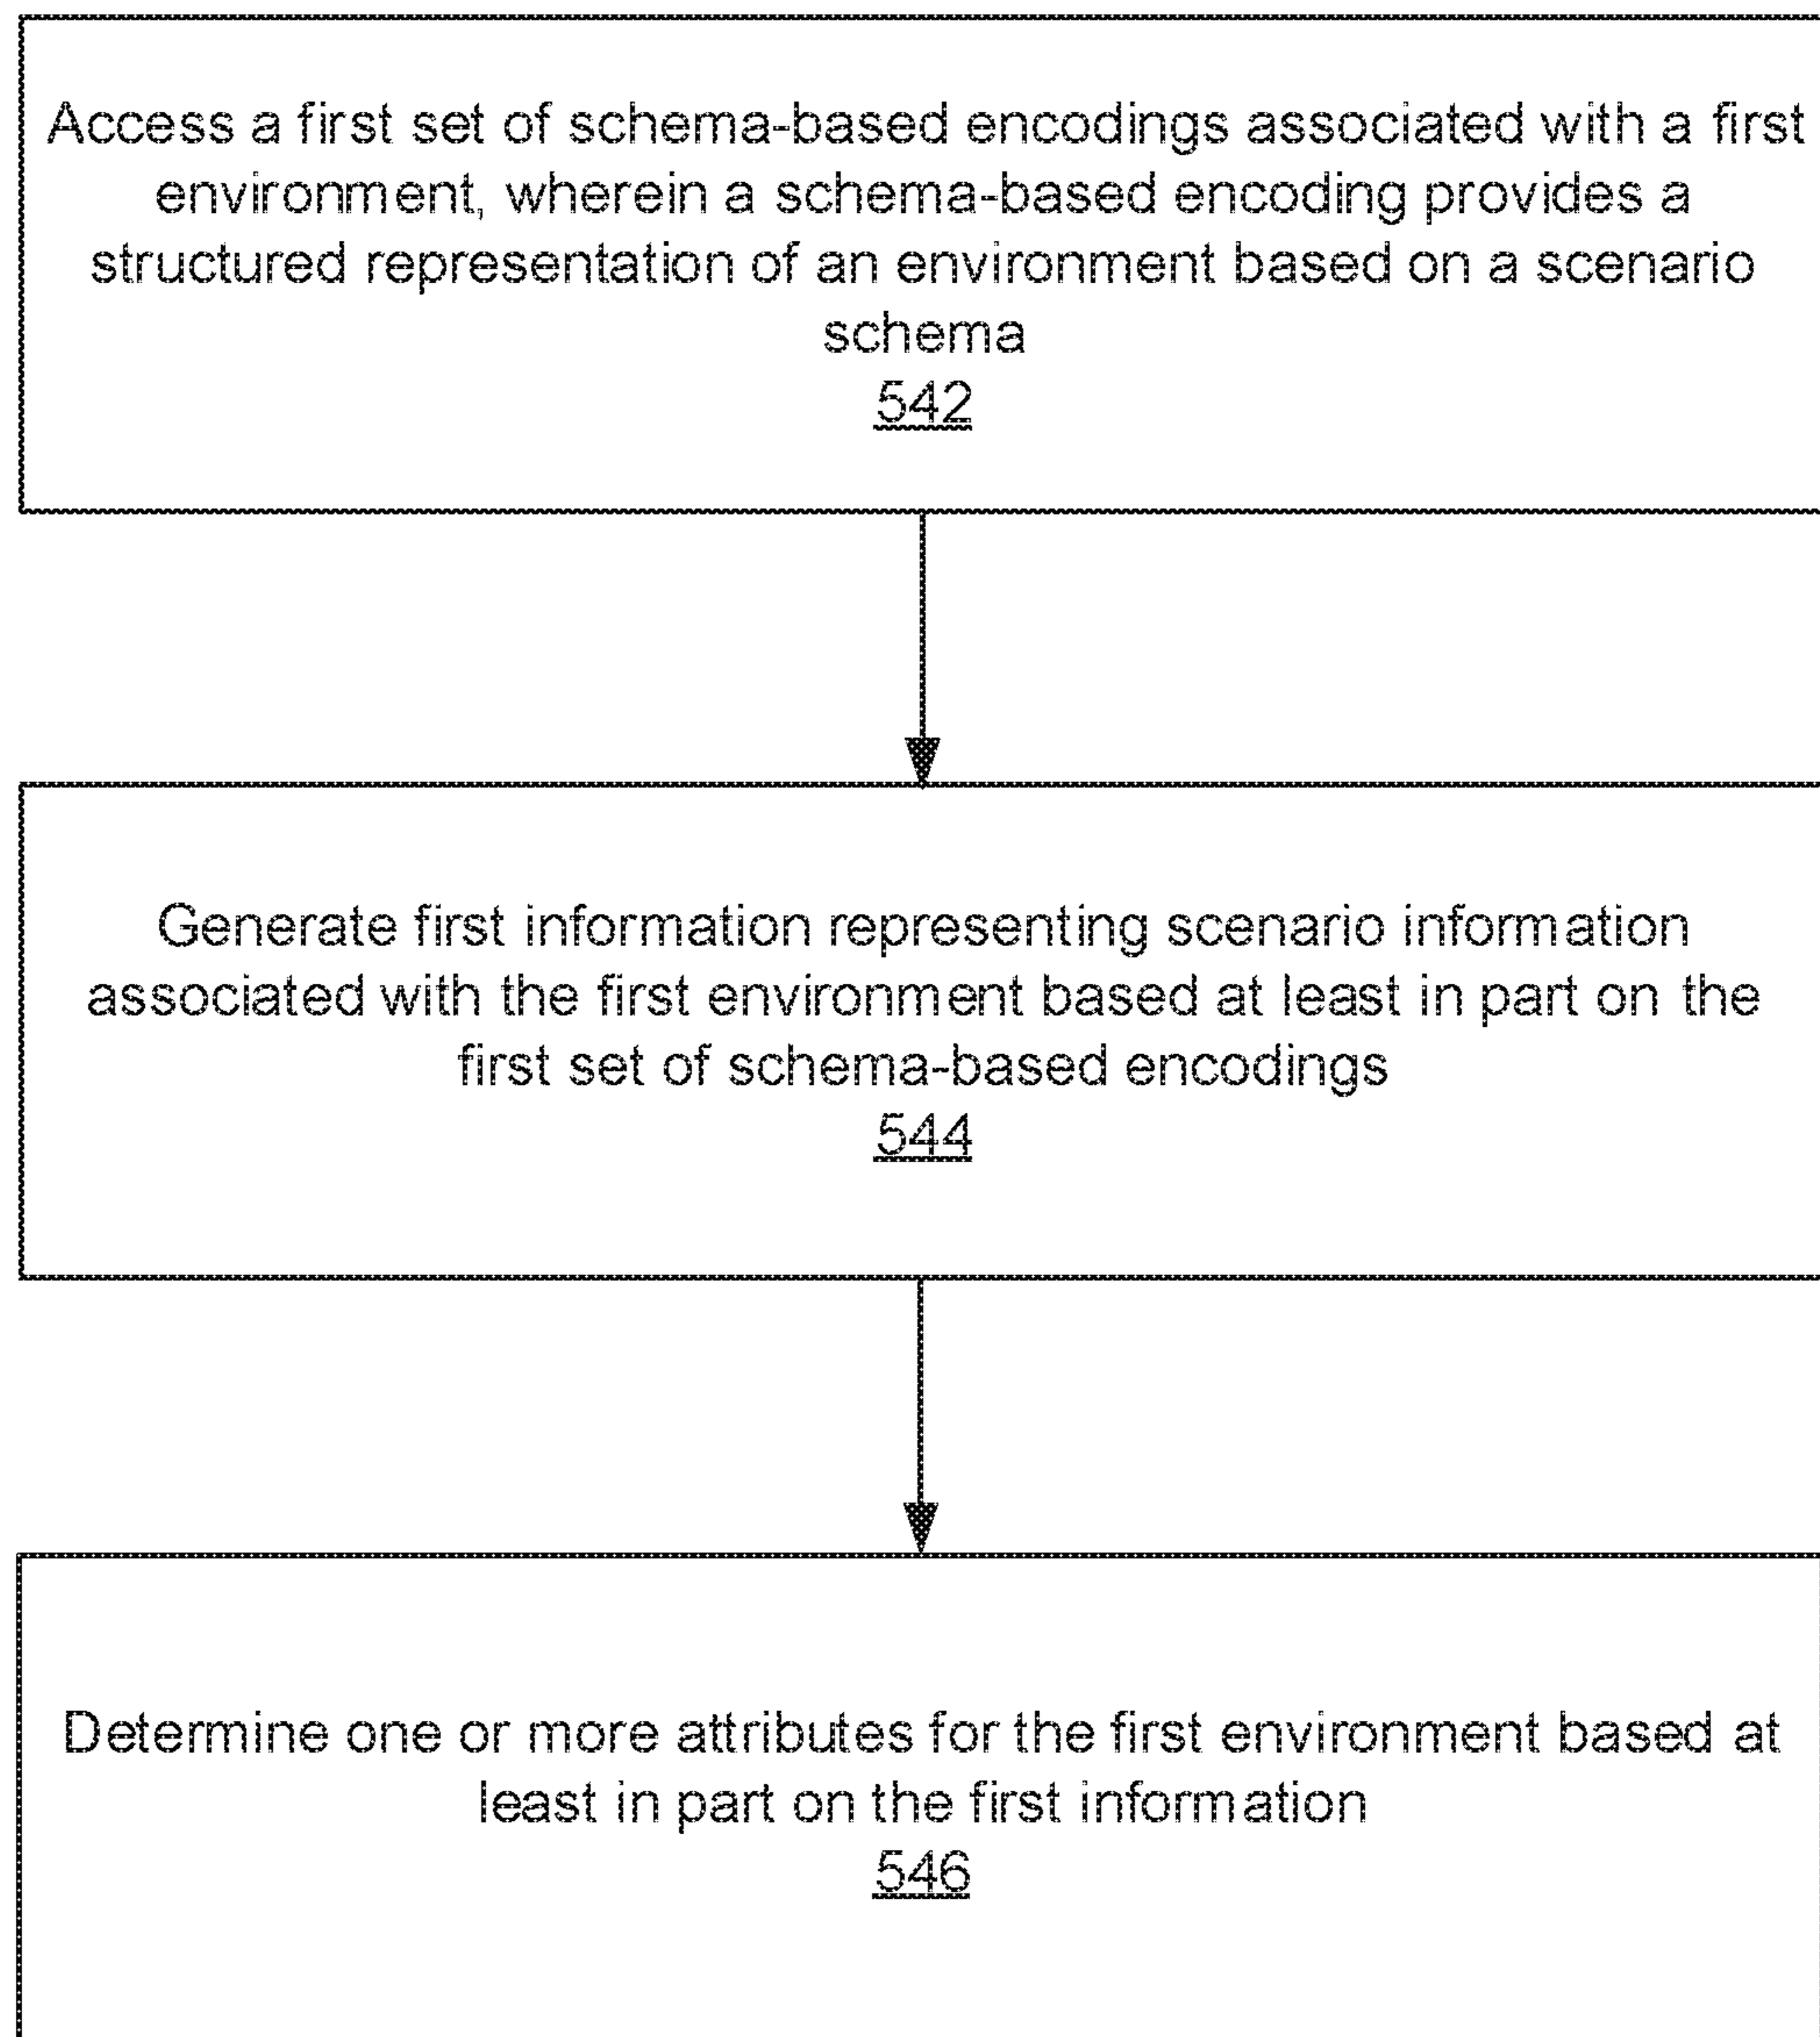 Access a first set of schema-based encodings associated with a first
environment, wherein a schema-based encoding provides a
structured representation of an environment based on a scenario
schema
542
Generate first information representing scenario information
associated with the first environment based at least in part on the
first set of schema-based encodings
544
Determine one or more attributes for the first environment based at
least in part on the first information
546